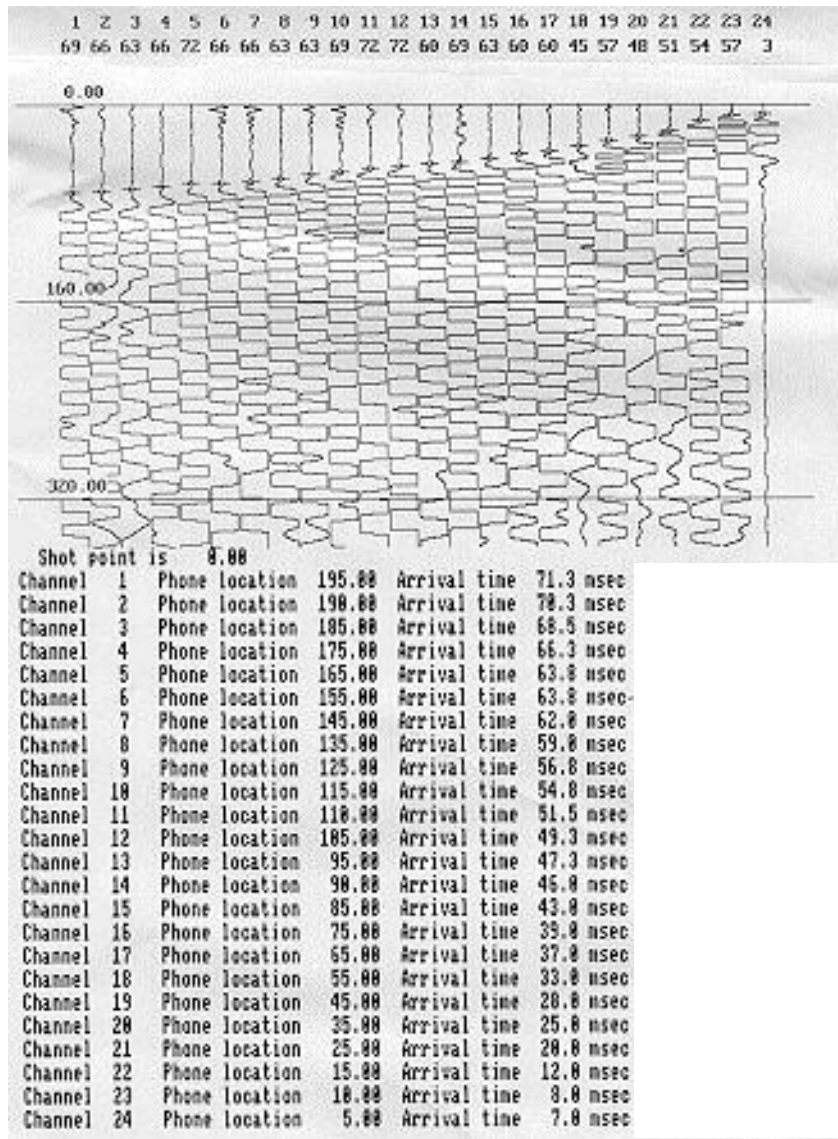 1 2 3 4 5 6 7 8 9 10 11 12 13 14 15 16 17 18 19 20 21 22 23 24
69 66 63 66 72 66 66 63 63 69 72 72 60 69 63 60 60 45 57 48 51 54 57 3
0.00
160.00
320.00
Shot point is 0.00
Channel 1 Phone location 195.00 Arrival time 71.3 msec
Channel 2 Phone location 190.00 Arrival time 70.3 msec
Channel 3 Phone location 185.00 Arrival time 68.5 msec
Channel 4 Phone location 175.00 Arrival time 66.3 msec
Channel 5 Phone location 165.00 Arrival time 63.8 msec
Channel 6 Phone location 155.00 Arrival time 63.8 msec
Channel 7 Phone location 145.00 Arrival time 62.0 msec
Channel 8 Phone location 135.00 Arrival time 59.0 msec
Channel 9 Phone location 125.00 Arrival time 56.8 msec
Channel 10 Phone location 115.00 Arrival time 54.8 msec
Channel 11 Phone location 110.00 Arrival time 51.5 msec
Channel 12 Phone location 105.00 Arrival time 49.3 msec
Channel 13 Phone location 95.00 Arrival time 47.3 msec
Channel 14 Phone location 90.00 Arrival time 46.0 msec
Channel 15 Phone location 85.00 Arrival time 43.0 msec
Channel 16 Phone location 75.00 Arrival time 39.0 msec
Channel 17 Phone location 65.00 Arrival time 37.0 msec
Channel 18 Phone location 55.00 Arrival time 33.0 msec
Channel 19 Phone location 45.00 Arrival time 28.0 msec
Channel 20 Phone location 35.00 Arrival time 25.0 msec
Channel 21 Phone location 25.00 Arrival time 20.0 msec
Channel 22 Phone location 15.00 Arrival time 12.0 msec
Channel 23 Phone location 10.00 Arrival time 8.0 msec
Channel 24 Phone location 5.00 Arrival time 7.0 msec